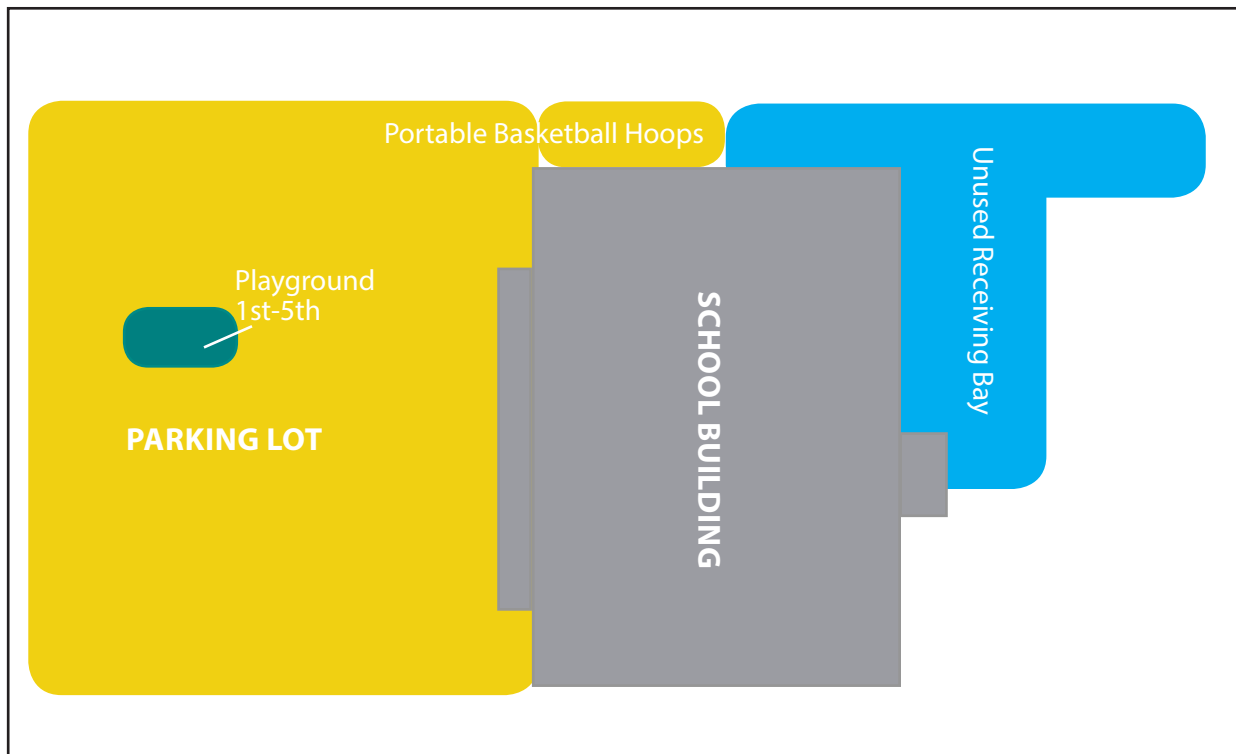 Portable Basketball Hoops
Unused Receiving Bay
Playground
1st-5th
SCHOOL BUILDING
PARKING LOT